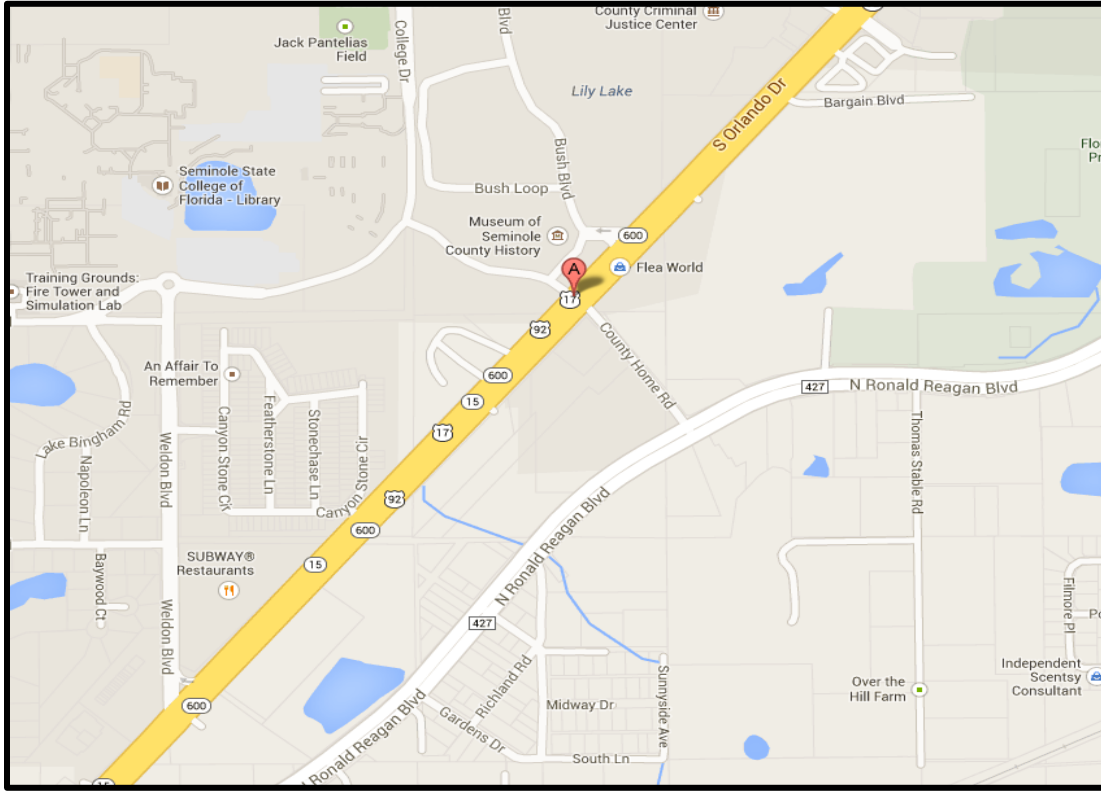 County Criminal
Justice Center
Blvd
Jack Pantelias
Field
College Dr
Lily Lake
S Orlando Dr
Bargain Blvd
Seminole State
College of
Florida - Library
Bush Blvd
Bush Loop
Museum of
Seminole
County History
600
Flea World
A
17
Training Grounds:
Fire Tower and
Simulation Lab
92
County Home Rd
An Affair To
Remember
600
427
N Ronald Reagan Blvd
15
17
Lake Bingham Rd
Napoleon Ln
Weldon Blvd
Canyon Stone Cir
Featherstone Ln
Stonechase Ln
Canyon Stone Cir
92
Thomas Stable Rd
600
N Ronald Reagan Blvd
15
SUBWAY®
Restaurants
Baywood Ct
Weldon Blvd
427
Filmore Pl
Richland Rd
Sunnyside Ave
Independent
Scentsy
Consultant
Over the
Hill Farm
600
Midway Dr
Gardens Dr
South Ln
Ronald Reagan Blvd
15